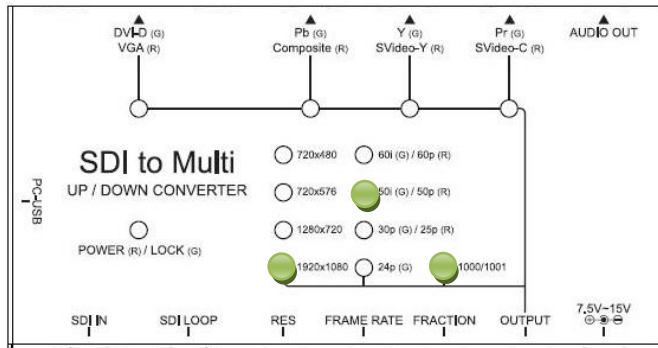 DVI-D (G)
VGA (R)
Pb (G)
Composite (R)
Y (G)
SVideo-Y (R)
Pr (G)
SVideo-C (R)
AUDIO OUT
SDI to Multi
UP / DOWN CONVERTER
PC-USB
POWER (R) / LOCK (G)
720x480
60i (G) / 60p (R)
720x576
50i (G) / 50p (R)
1280x720
30p (G) / 25p (R)
1920x1080
24p (G)
1000/1001
7.5V~15V
SDI IN
SDI LOOP
RES
FRAME RATE
FRACTION
OUTPUT